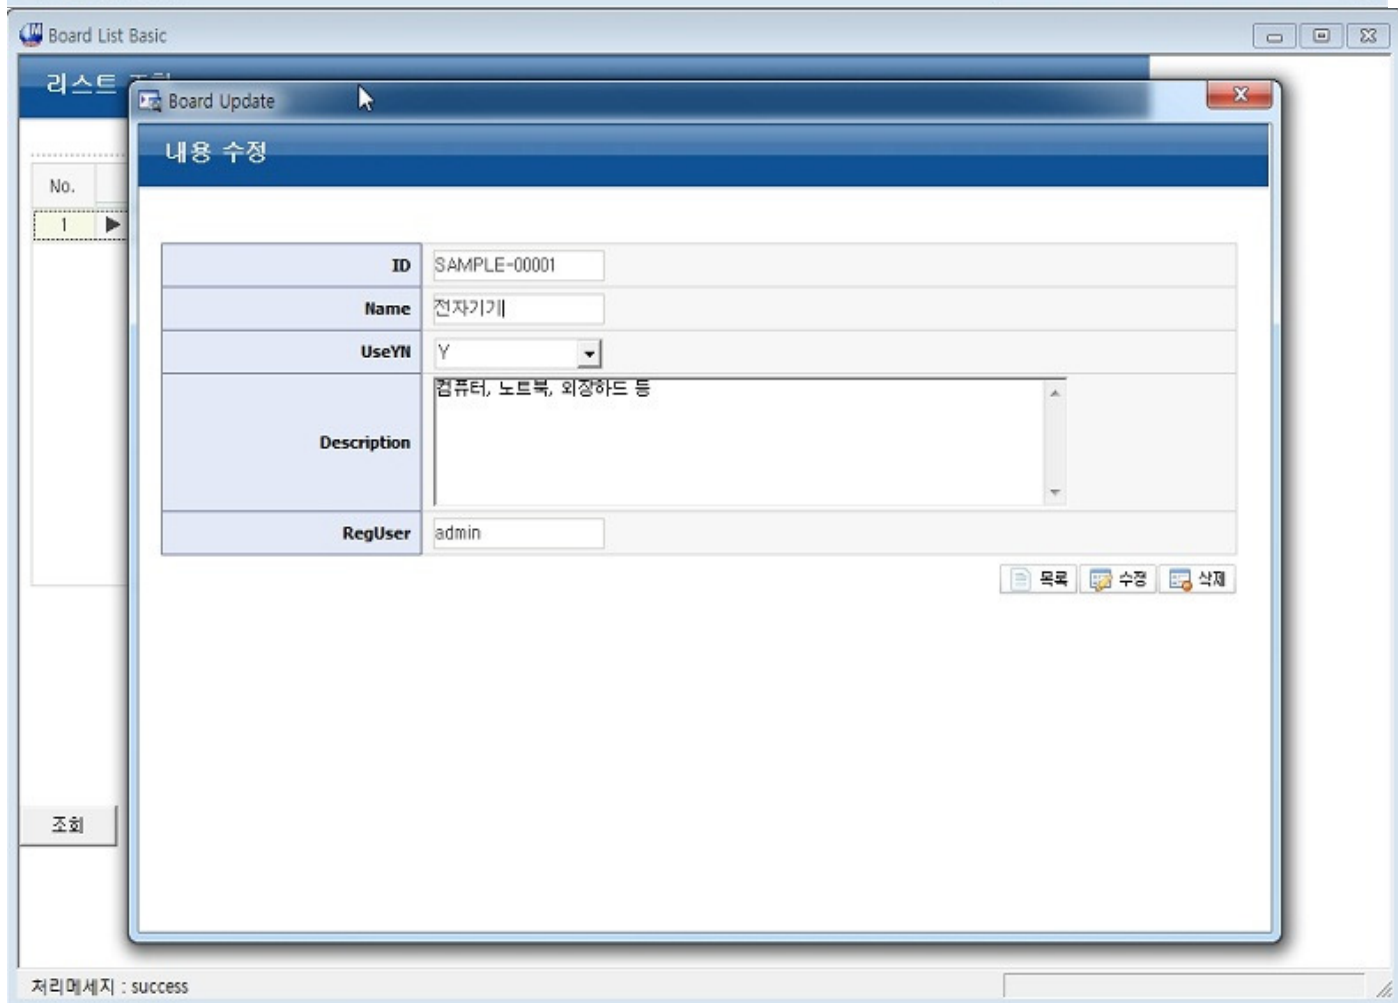 Board List Basic
리스트
Board Update
내용 수정
No.
1
ID SAMPLE-00001
Name 전자기기
UseYN Y
Description 컴퓨터, 노트북, 외장하드 등
RegUser admin
목록 수정 삭제
조회
처리메세지 : success